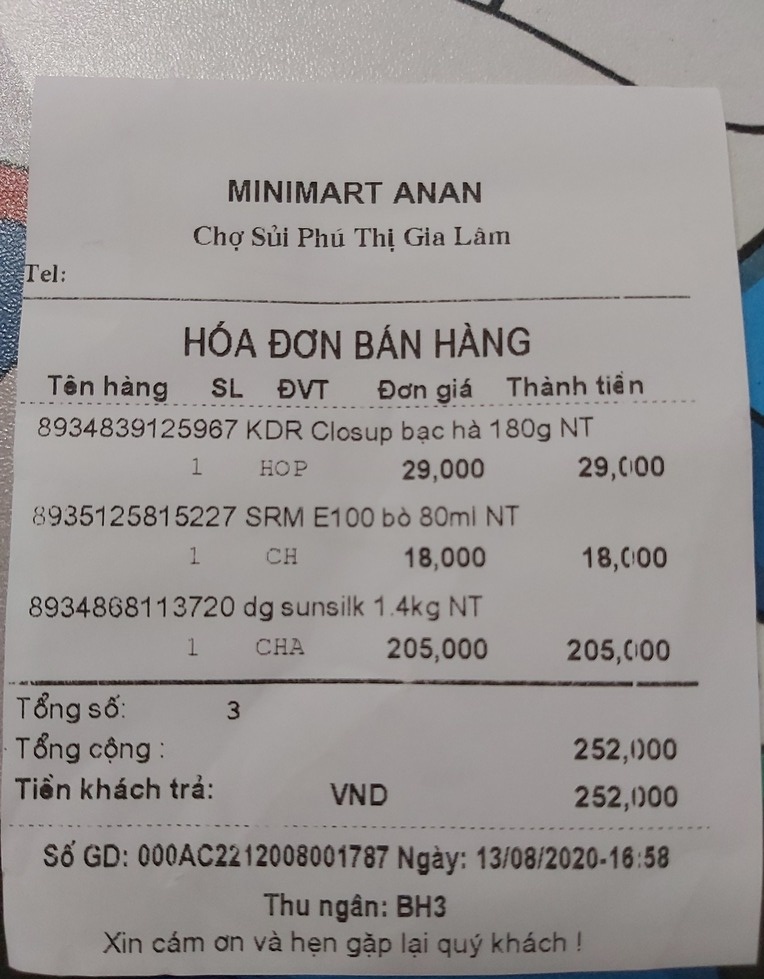 MINIMART ANAN
Chợ Sủi Phú Thị Gia Lâm
Tel:
HÓA ĐƠN BÁN HÀNG
Tên hàng SL ĐVT Đơn giá Thành tiền
8934839125967 KDR Closup bạc hà 180g NT
1 HOP 29,000 29,000
8935125815227 SRM E100 bò 80ml NT
1 CH 18,000 18,000
8934868113720 dg sunsilk 1.4kg NT
1 CHA 205,000 205,000
Tổng số: 3
Tổng cộng : 252,000
Tiền khách trả: VND 252,000
Số GD: 000AC2212008001787 Ngày: 13/08/2020-16:58
Thu ngân: BH3
Xin cám ơn và hẹn gặp lại quý khách !